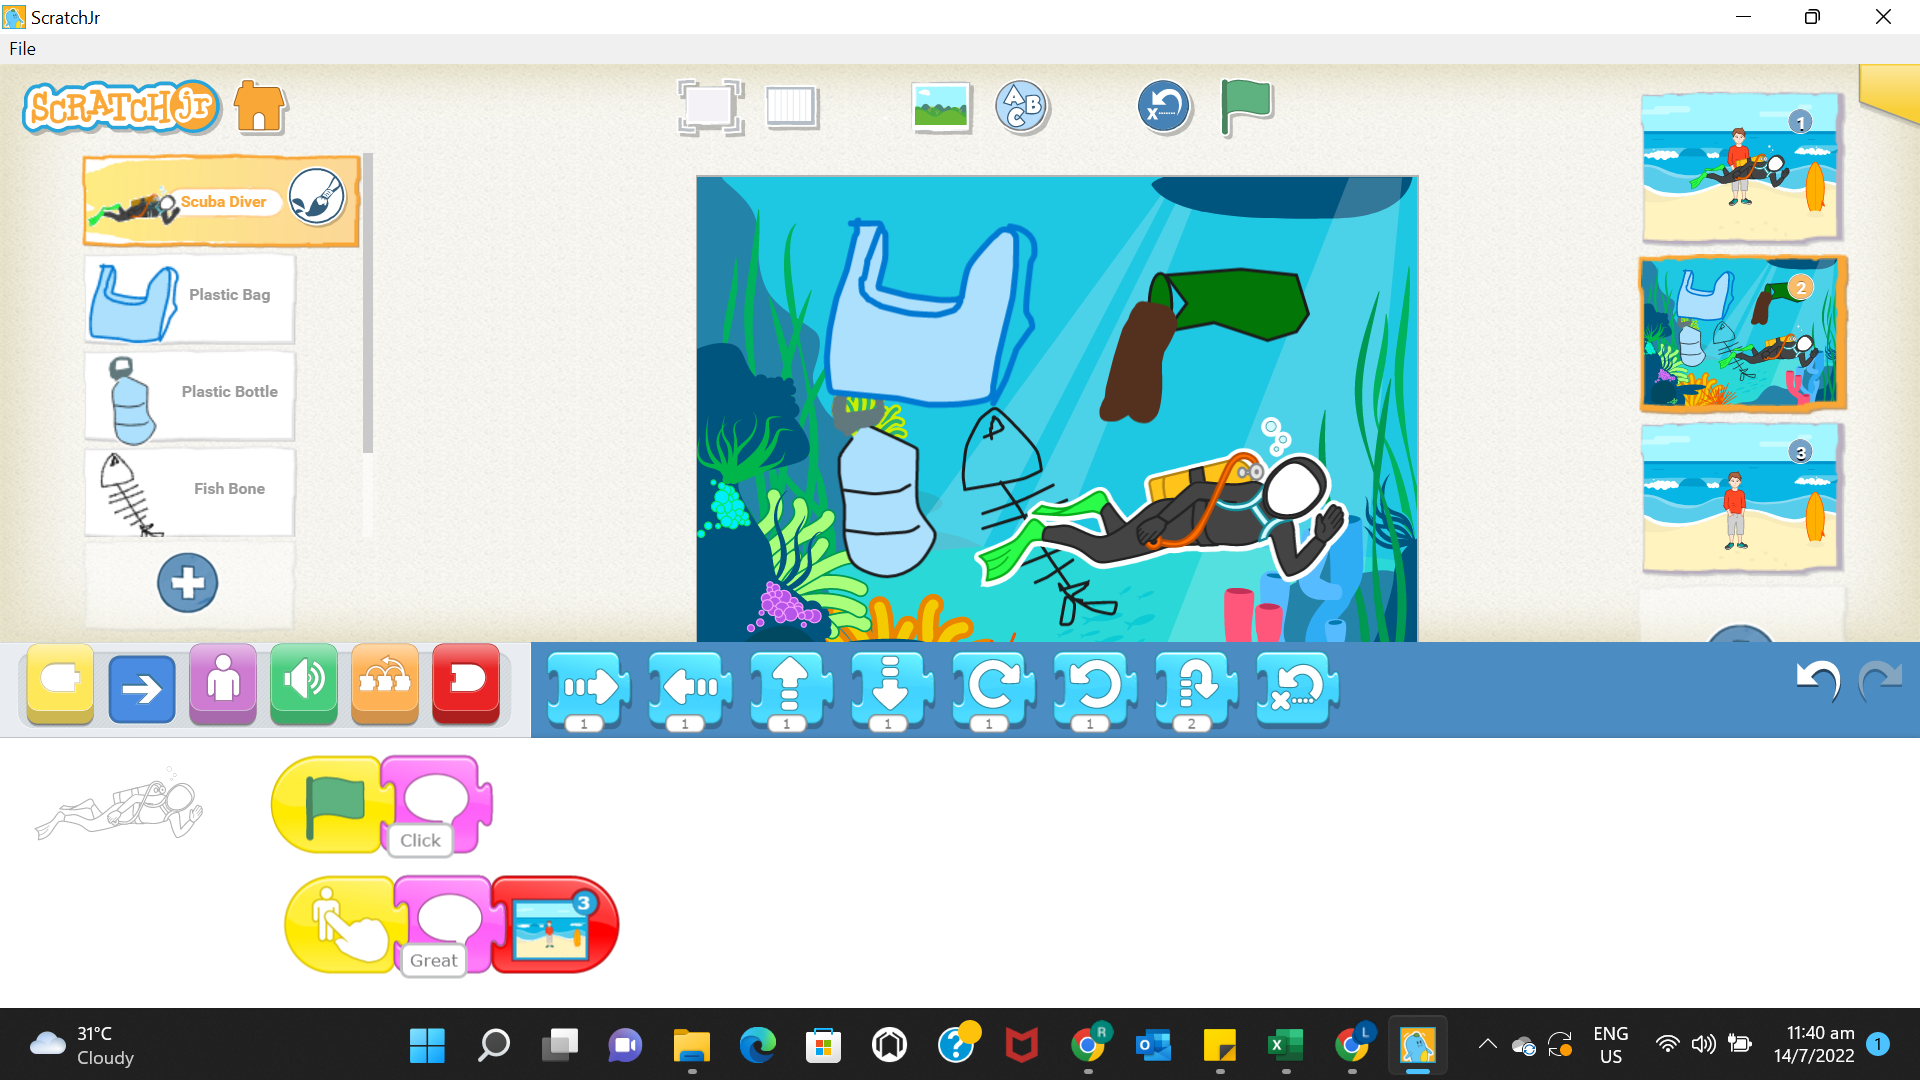 ScratchJr
File
SCRATCHJr
A B C
x
Scuba Diver
Plastic Bag
Plastic Bottle
Fish Bone
1
2
3
1
1
1
1
1
1
2
x
Click
3
Great
31°C
Cloudy
R
L
ENG
US
11:40 am
14/7/2022
1